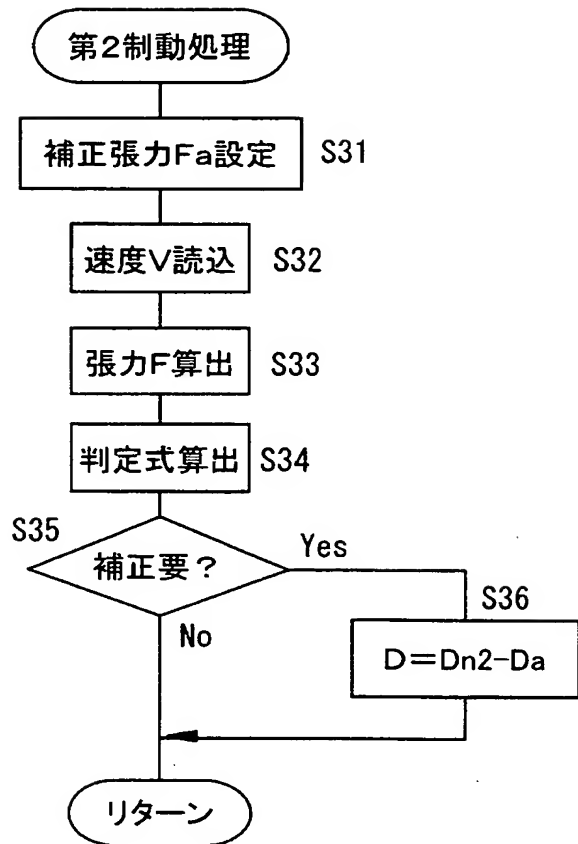 第2制動処理
補正張力Fa設定 S31
速度V読込 S32
張力F算出 S33
判定式算出 S34
S35
補正要? Yes
No
S36
D=Dn2-Da
リターン